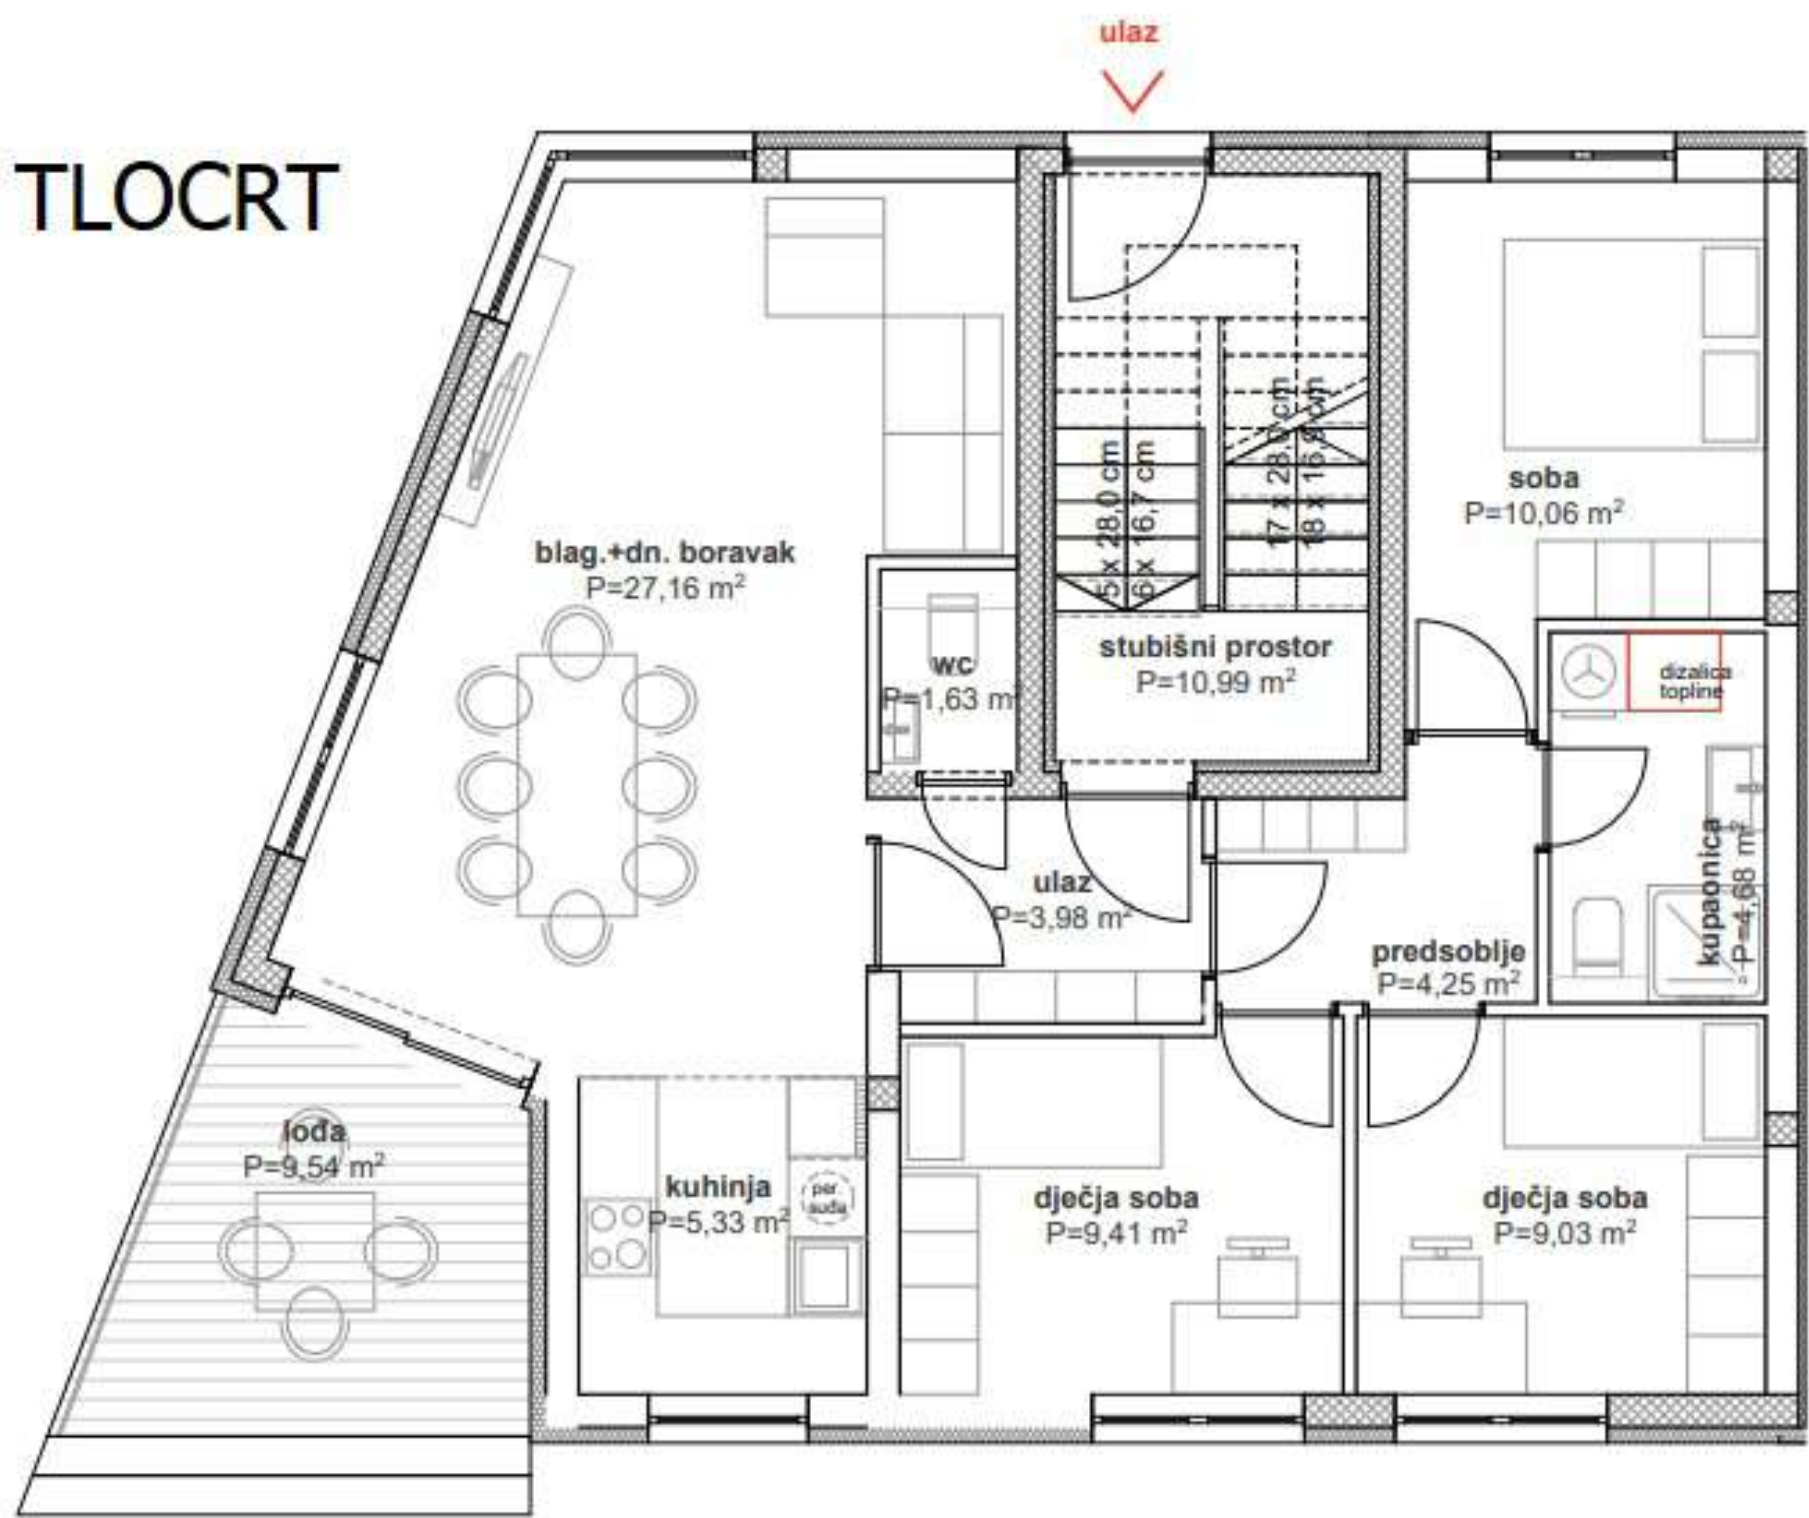 ulaz
TLOCRT
soba
P=10,06 m²
5 x 28,0 cm
6 x 16,7 cm
17 x 28,0 cm
18 x 16,9 cm
blag.+dn. boravak
P=27,16 m²
wc
P=1,63 m²
stubišni prostor
P=10,99 m²
dizalica
topline
ulaz
P=3,98 m²
predsoblje
P=4,25 m²
kupaonica
P=4,68 m²
lođa
P=9,54 m²
kuhinja
P=5,33 m²
per.
suđa
dječja soba
P=9,41 m²
dječja soba
P=9,03 m²